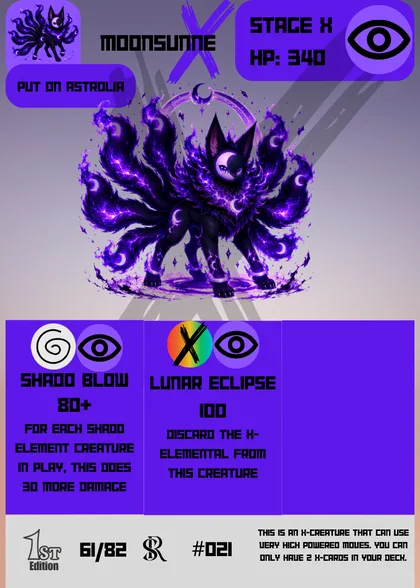 MOONSUNNE X
STAGE X
HP: 340
PUT ON ASTROLIA
X
SHADO BLOW
80+
FOR EACH SHADO
ELEMENT CREATURE
IN PLAY, THIS DOES
30 MORE DAMAGE
LUNAR ECLIPSE
100
DISCARD THE X-
ELEMENTAL FROM
THIS CREATURE
1ST
Edition
61/82
SR
#021
THIS IS AN X-CREATURE THAT CAN USE
VERY HIGH POWERED MOVES. YOU CAN
ONLY HAVE 2 X-CARDS IN YOUR DECK.